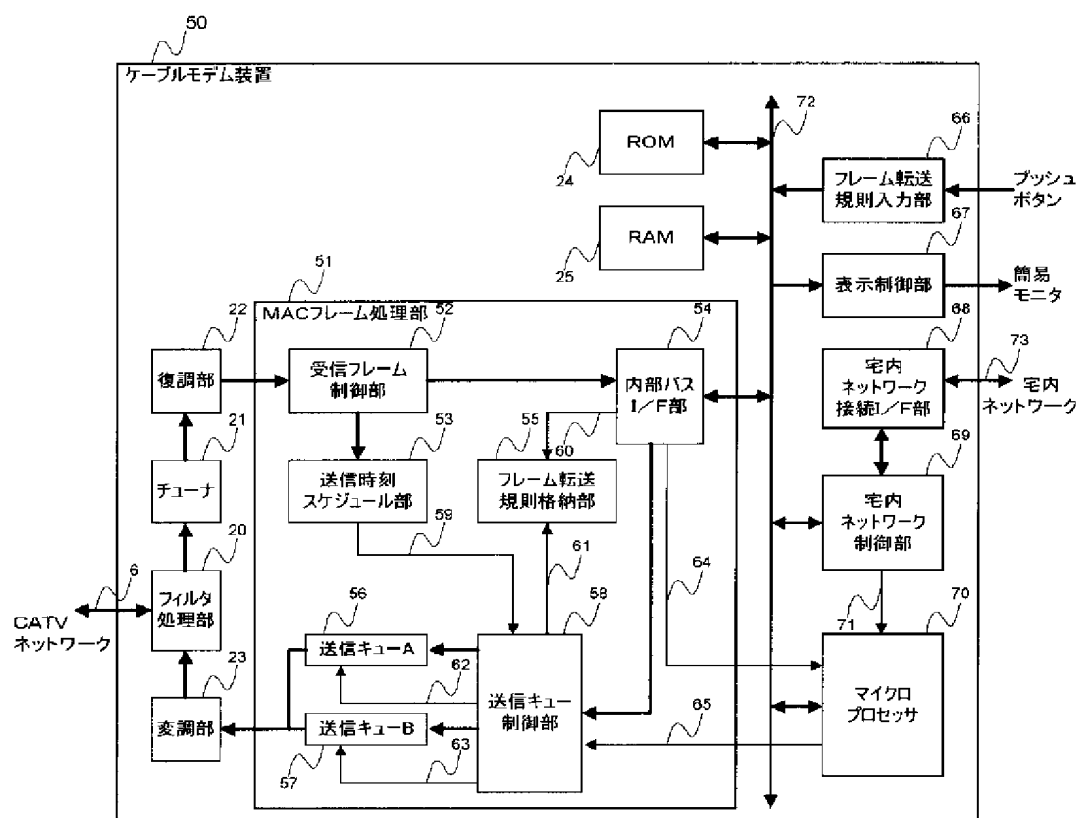 50
ケーブルモデム装置
72
ROM
24
66
フレーム転送
規則入力部
プッシュ
ボタン
RAM
25
67
表示制御部
簡易
モニタ
51
MACフレーム処理部
22
復調部
52
受信フレーム
制御部
54
内部バス
I/F部
68
宅内
ネットワーク
接続I/F部
73
宅内
ネットワーク
21
チューナ
53
送信時刻
スケジュール部
55
60
フレーム転送
規則格納部
69
宅内
ネットワーク
制御部
59
61
64
20
フィルタ
処理部
6
CATV
ネットワーク
56
送信キューA
62
58
送信キュー
制御部
71
70
マイクロ
プロセッサ
23
変調部
送信キューB
57
63
65